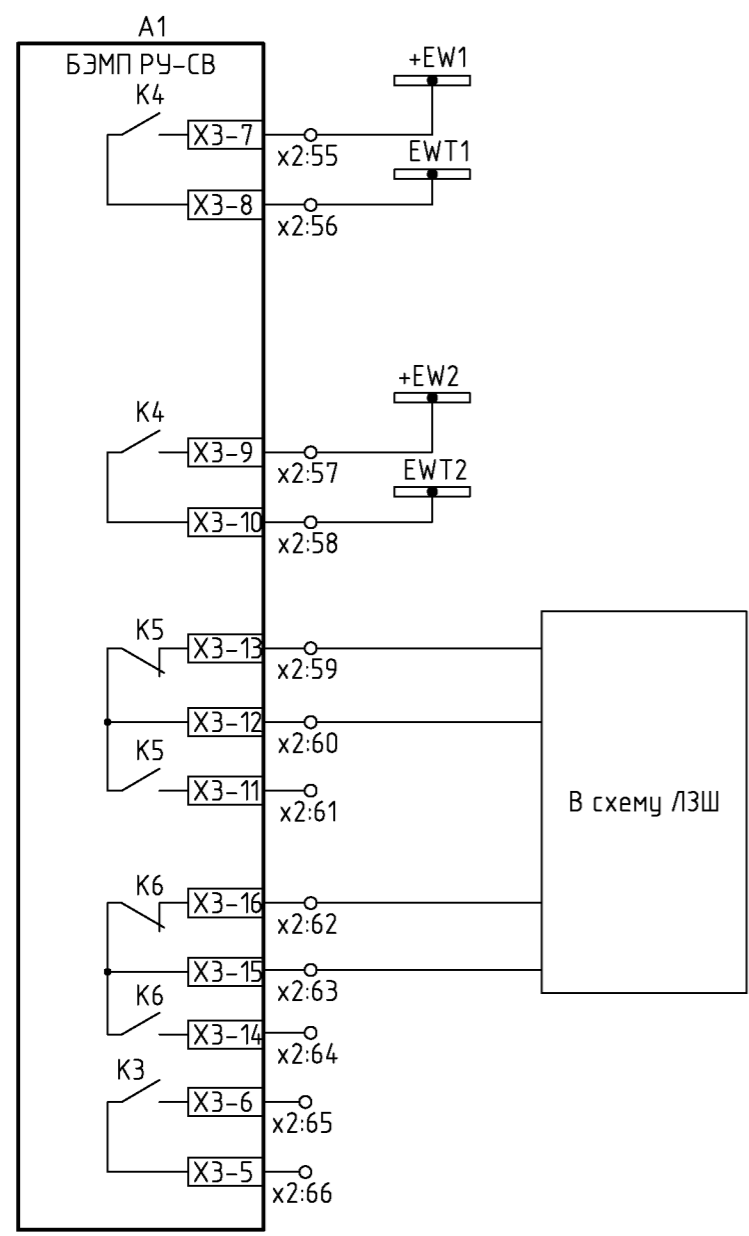 A1
БЭМП РУ-СВ
+EW1
K4
X3-7
x2:55
EWT1
X3-8
x2:56
+EW2
K4
X3-9
x2:57
EWT2
X3-10
x2:58
K5
X3-13
x2:59
X3-12
x2:60
K5
X3-11
x2:61
В схему ЛЗШ
K6
X3-16
x2:62
X3-15
x2:63
K6
X3-14
x2:64
K3
X3-6
x2:65
X3-5
x2:66